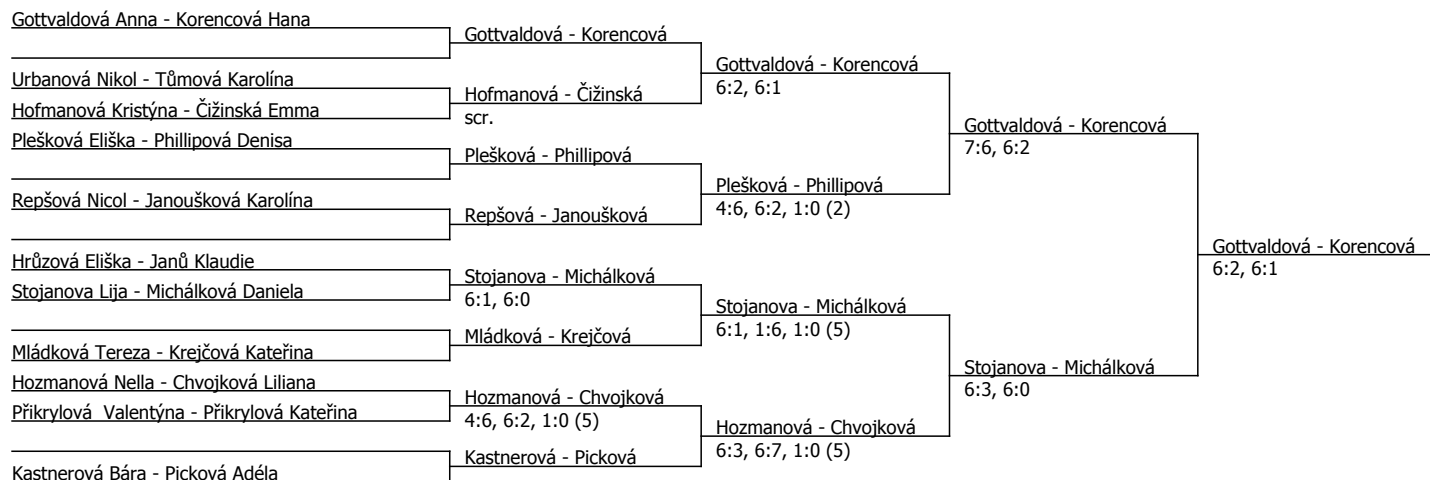 Gottvaldová Anna - Korencová Hana
Urbanová Nikol - Tůmová Karolína
Hofmanová Kristýna - Čižinská Emma
Plešková Eliška - Phillipová Denisa
Repšová Nicol - Janoušková Karolína
Hrůzová Eliška - Janů Klaudie
Stojanova Lija - Michálková Daniela
Mládková Tereza - Krejčová Kateřina
Hozmanová Nella - Chvojková Liliana
Přikrylová  Valentýna - Přikrylová Kateřina
Kastnerová Bára - Picková Adéla
Gottvaldová - Korencová
Hofmanová - Čižinská
scr.
Plešková - Phillipová
Repšová - Janoušková
Stojanova - Michálková
6:1, 6:0
Mládková - Krejčová
Hozmanová - Chvojková
4:6, 6:2, 1:0 (5)
Kastnerová - Picková
Gottvaldová - Korencová
6:2, 6:1
Plešková - Phillipová
4:6, 6:2, 1:0 (2)
Stojanova - Michálková
6:1, 1:6, 1:0 (5)
Hozmanová - Chvojková
6:3, 6:7, 1:0 (5)
Gottvaldová - Korencová
7:6, 6:2
Stojanova - Michálková
6:3, 6:0
Gottvaldová - Korencová
6:2, 6:1